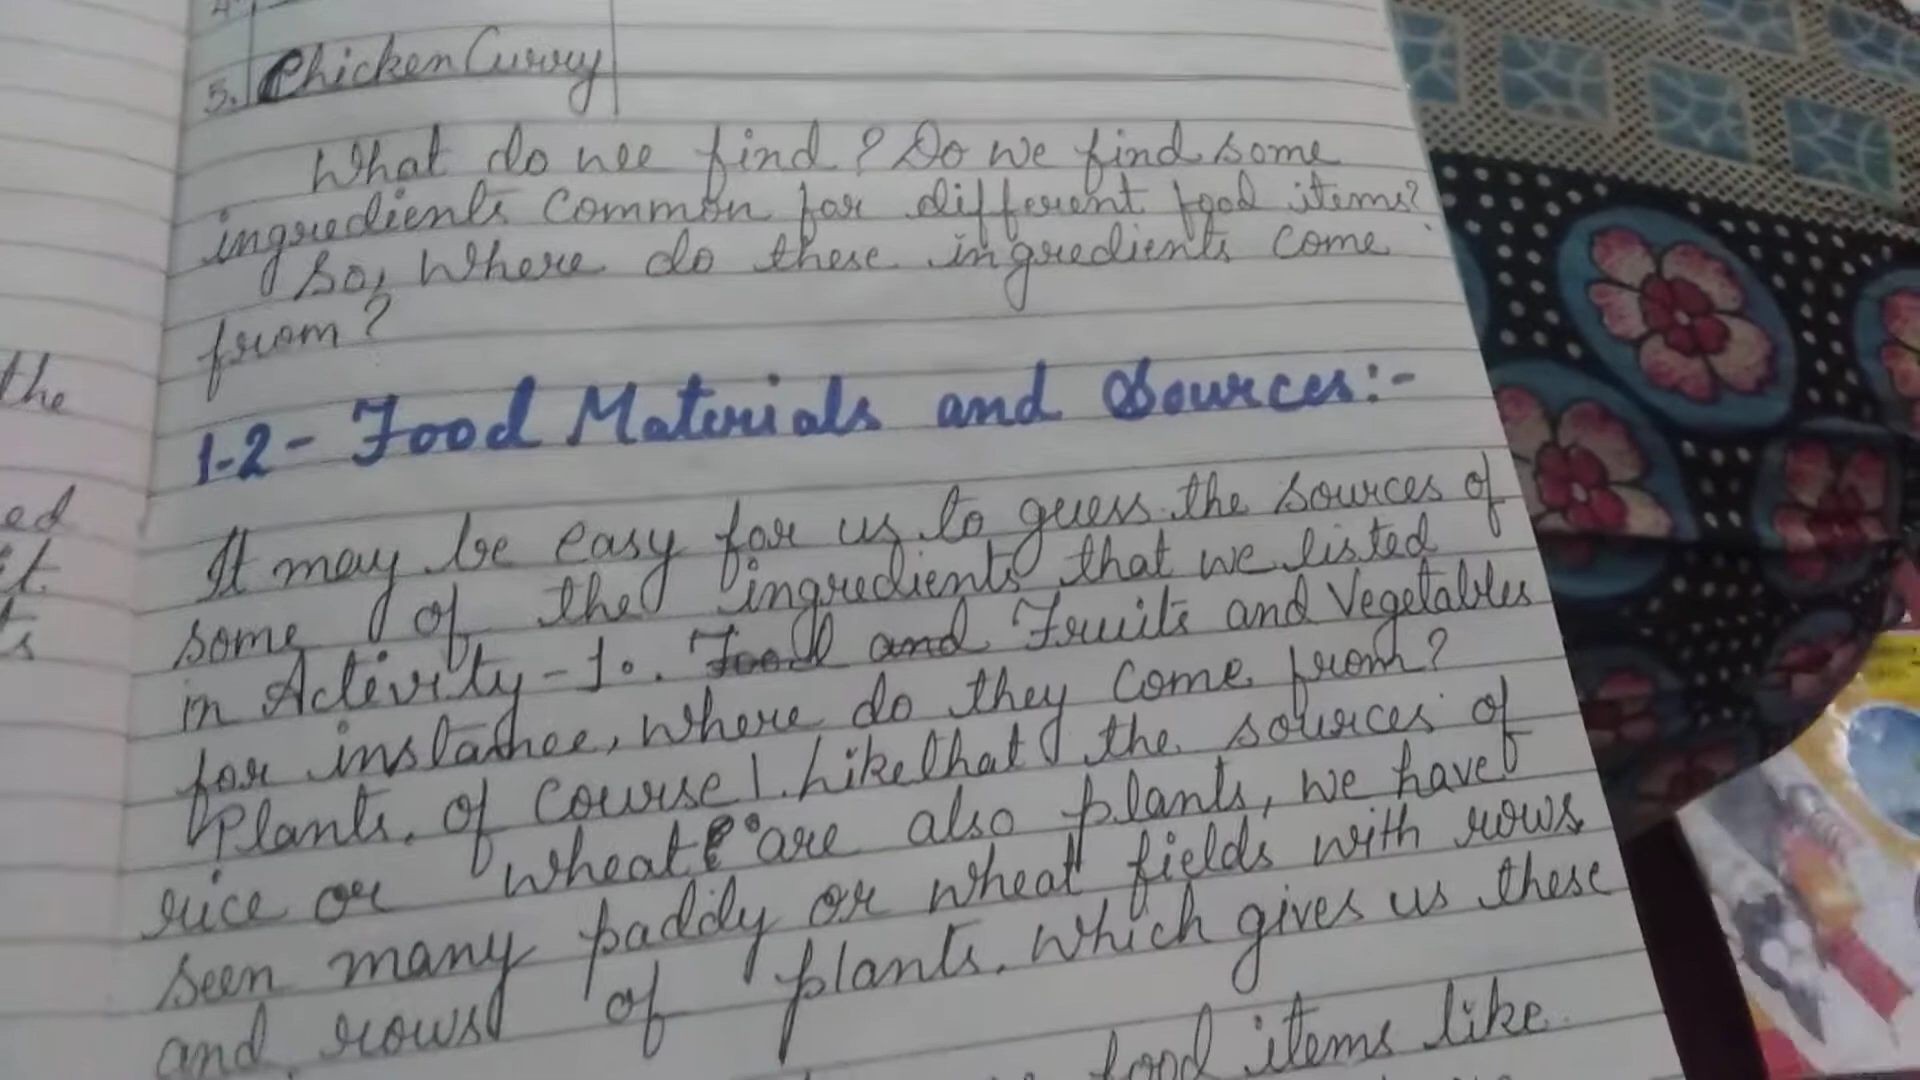 the
ed
it
ts
5. Chicken Curry
What do wee find? Do we find some
ingredients common for different food items?
So, Where do these ingredients come
from?
1-2- Food Materials and Sources:-
It may be easy for us to guess the sources of
some of the ingredients that we listed
in Activity-1. Food and Fruits and Vegetables
for instance, where do they come from?
Plants, of course!. Like that the sources of
rice or wheat are also plants, we have
seen many paddy or wheat fields with rows
and rows of plants, which gives us these
food items like